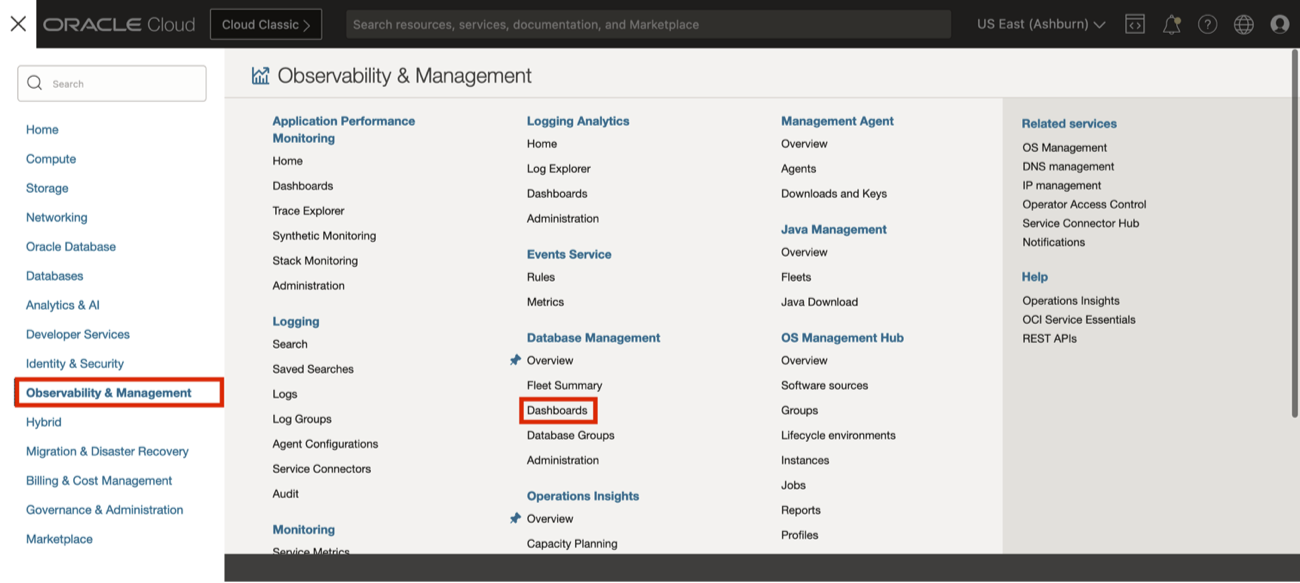 ORACLE Cloud
Cloud Classic
Search resources, services, documentation, and Marketplace
US East (Ashburn)
Search
Home
Compute
Storage
Networking
Oracle Database
Databases
Analytics & AI
Developer Services
Identity & Security
Observability & Management
Hybrid
Migration & Disaster Recovery
Billing & Cost Management
Governance & Administration
Marketplace
Observability & Management
Application Performance
Monitoring
Home
Dashboards
Trace Explorer
Synthetic Monitoring
Stack Monitoring
Administration
Logging
Search
Saved Searches
Logs
Log Groups
Agent Configurations
Service Connectors
Audit
Monitoring
Service Metrics
Logging Analytics
Home
Log Explorer
Dashboards
Administration
Events Service
Rules
Metrics
Database Management
Overview
Fleet Summary
Dashboards
Database Groups
Administration
Operations Insights
Overview
Capacity Planning
Management Agent
Overview
Agents
Downloads and Keys
Java Management
Overview
Fleets
Java Download
OS Management Hub
Overview
Software sources
Groups
Lifecycle environments
Instances
Jobs
Reports
Profiles
Related services
OS Management
DNS management
IP management
Operator Access Control
Service Connector Hub
Notifications
Help
Operations Insights
OCI Service Essentials
REST APIs